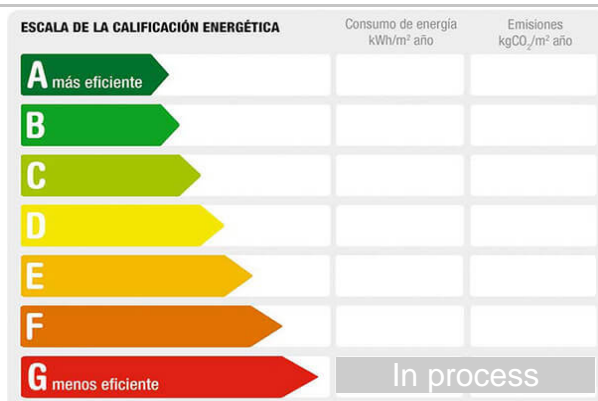 ESCALA DE LA CALIFICACIÓN ENERGÉTICA
Consumo de energía
kWh/m² año
Emisiones
kgCO₂/m² año
A más eficiente
B
C
D
E
F
G menos eficiente
In process